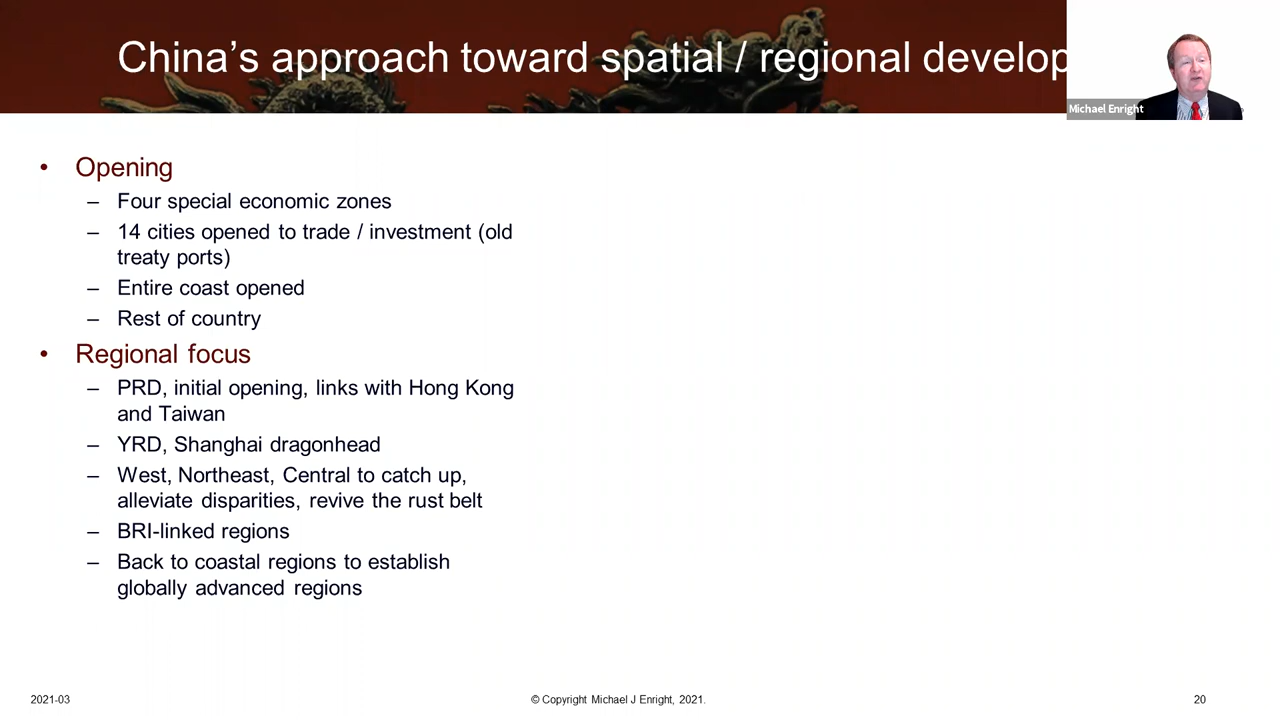 China's approach toward spatial / regional develop
Michael Enright
• Opening
– Four special economic zones
– 14 cities opened to trade / investment (old
treaty ports)
– Entire coast opened
– Rest of country
• Regional focus
– PRD, initial opening, links with Hong Kong
and Taiwan
– YRD, Shanghai dragonhead
– West, Northeast, Central to catch up,
alleviate disparities, revive the rust belt
– BRI-linked regions
– Back to coastal regions to establish
globally advanced regions
2021-03
© Copyright Michael J Enright, 2021.
20